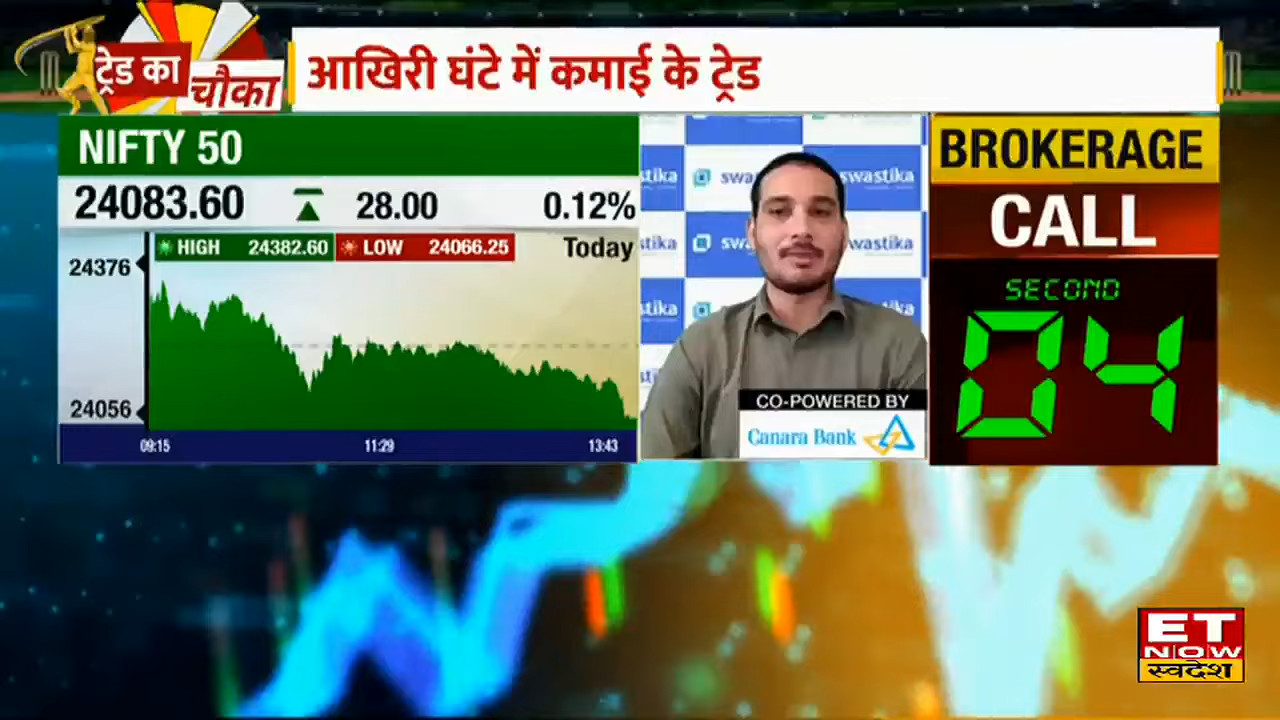 ट्रेड का
चौका
आखिरी घंटे में कमाई के ट्रेड
NIFTY 50
24083.60 28.00 0.12%
HIGH 24382.60 LOW 24066.25 Today
24376
24056
09:15 11:29 13:43
swastika
swastika
CO-POWERED BY
Canara Bank
BROKERAGE
CALL
SECOND
04
ET
NOW
स्वदेश